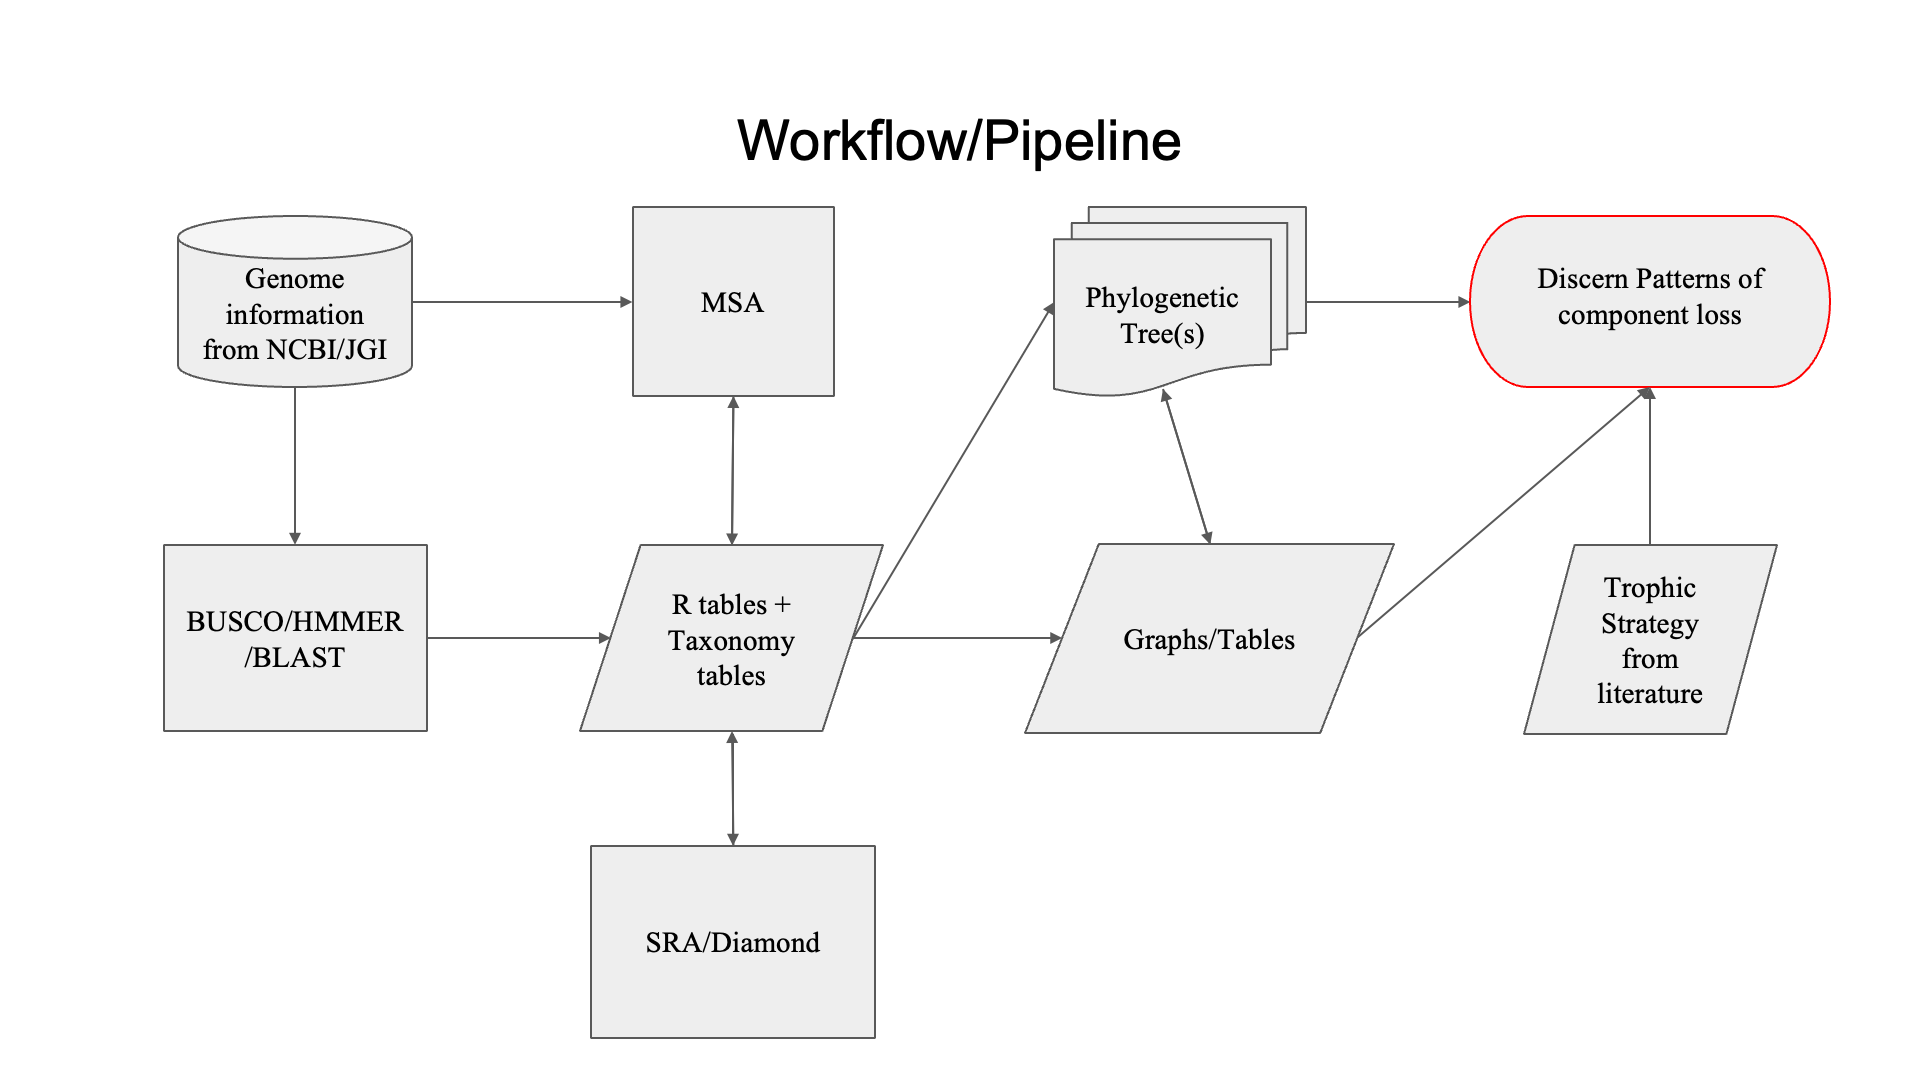 Workflow/Pipeline
Genome
information
from NCBI/JGI
MSA
Phylogenetic
Tree(s)
Discern Patterns of
component loss
BUSCO/HMMER
/BLAST
R tables +
Taxonomy
tables
Graphs/Tables
Trophic
Strategy
from
literature
SRA/Diamond